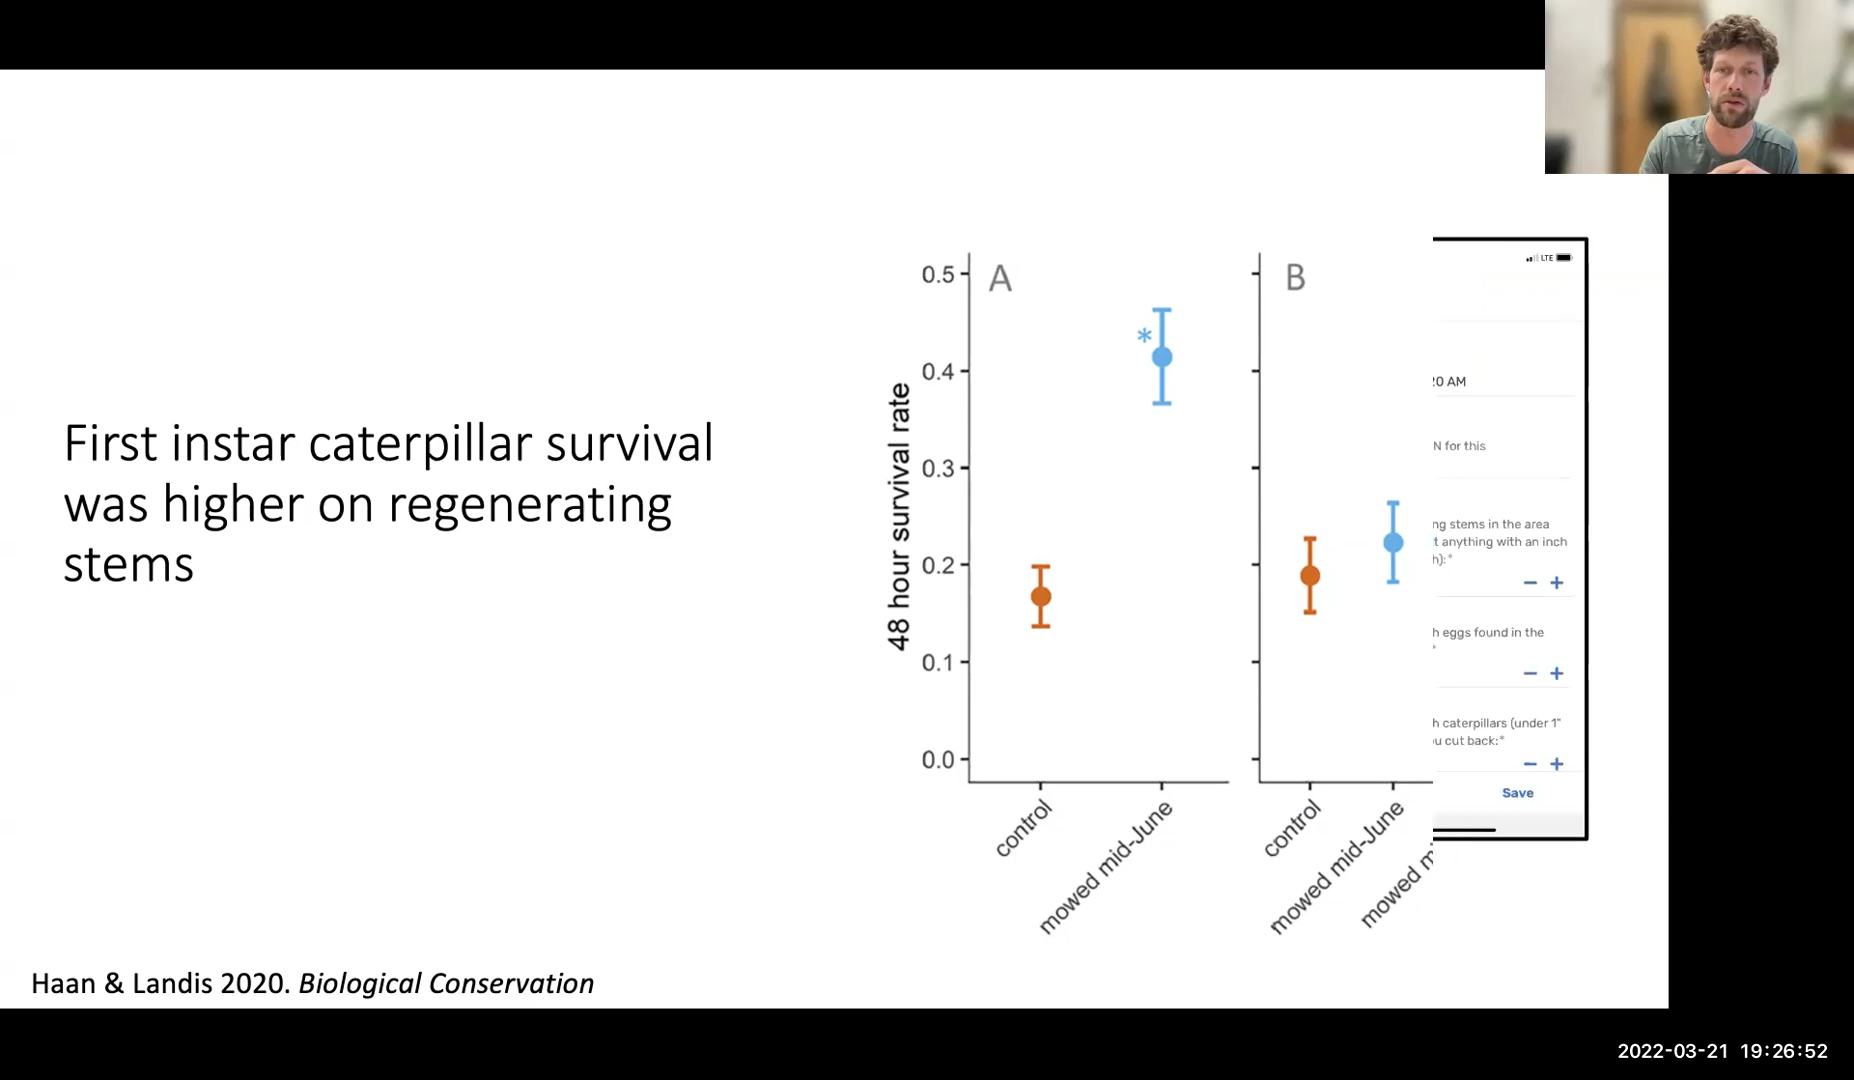 First instar caterpillar survival
was higher on regenerating
stems
Haan & Landis 2020. Biological Conservation
48 hour survival rate
0.5
0.4
0.3
0.2
0.1
0.0
A
*
control
mowed mid-June
B
control
mowed mid-June
mowed m
LTE
20 AM
N for this
ng stems in the area
t anything with an inch
h):*
− +
h eggs found in the
*
− +
h caterpillars (under 1"
u cut back:*
− +
Save
2022-03-21 19:26:52